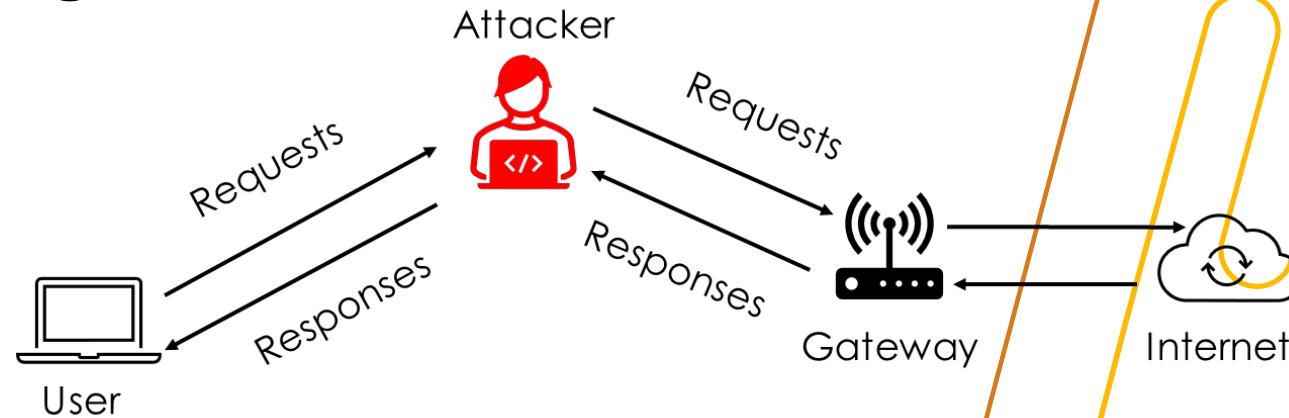 Attacker
Requests
Requests
</>
Responses
Responses
Gateway
Internet
User